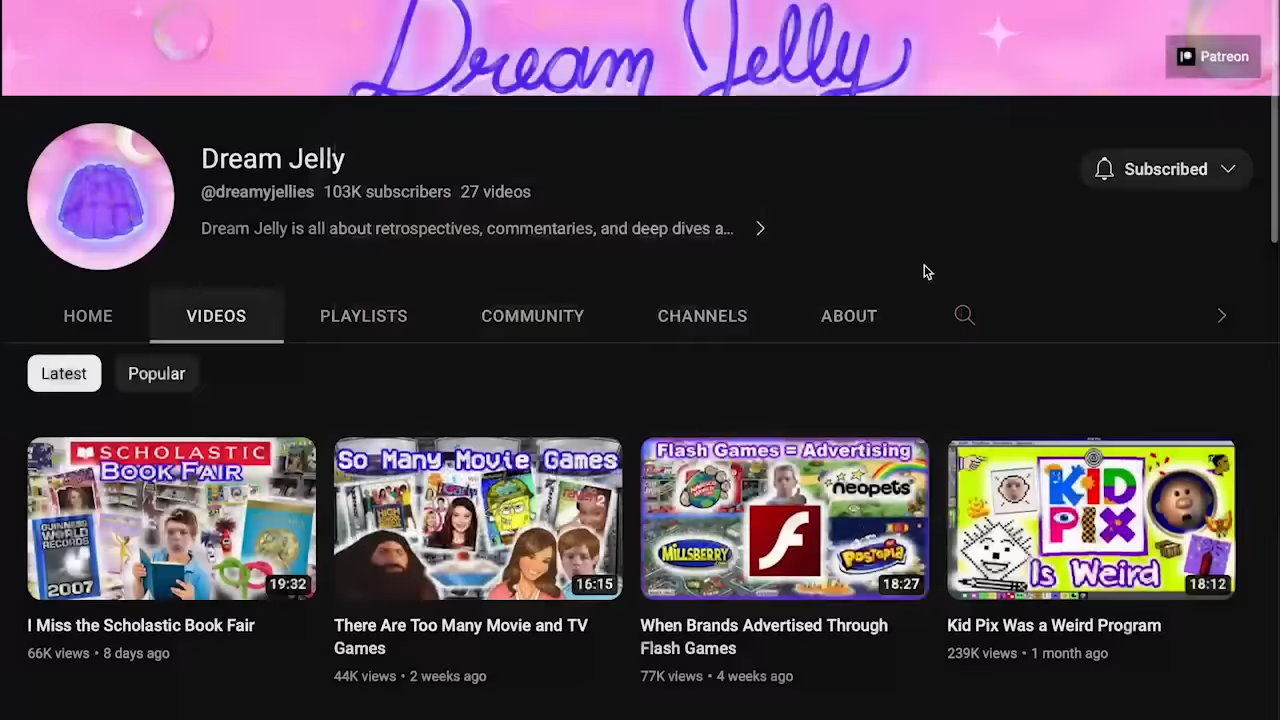 Dream Jelly
Patreon
Dream Jelly
@dreamyjellies 103K subscribers 27 videos
Subscribed
Dream Jelly is all about retrospectives, commentaries, and deep dives a...
HOME VIDEOS PLAYLISTS COMMUNITY CHANNELS ABOUT
Latest Popular
SCHOLASTIC
BOOK FAIR
GUINNESS
WORLD
RECORDS
2007
19:32
So Many Movie Games
16:15
Flash Games = Advertising
neopets
MILLSBERRY
POSTOPIA
18:27
KID
PIX
Is Weird
18:12
I Miss the Scholastic Book Fair
66K views • 8 days ago
There Are Too Many Movie and TV
Games
44K views • 2 weeks ago
When Brands Advertised Through
Flash Games
77K views • 4 weeks ago
Kid Pix Was a Weird Program
239K views • 1 month ago